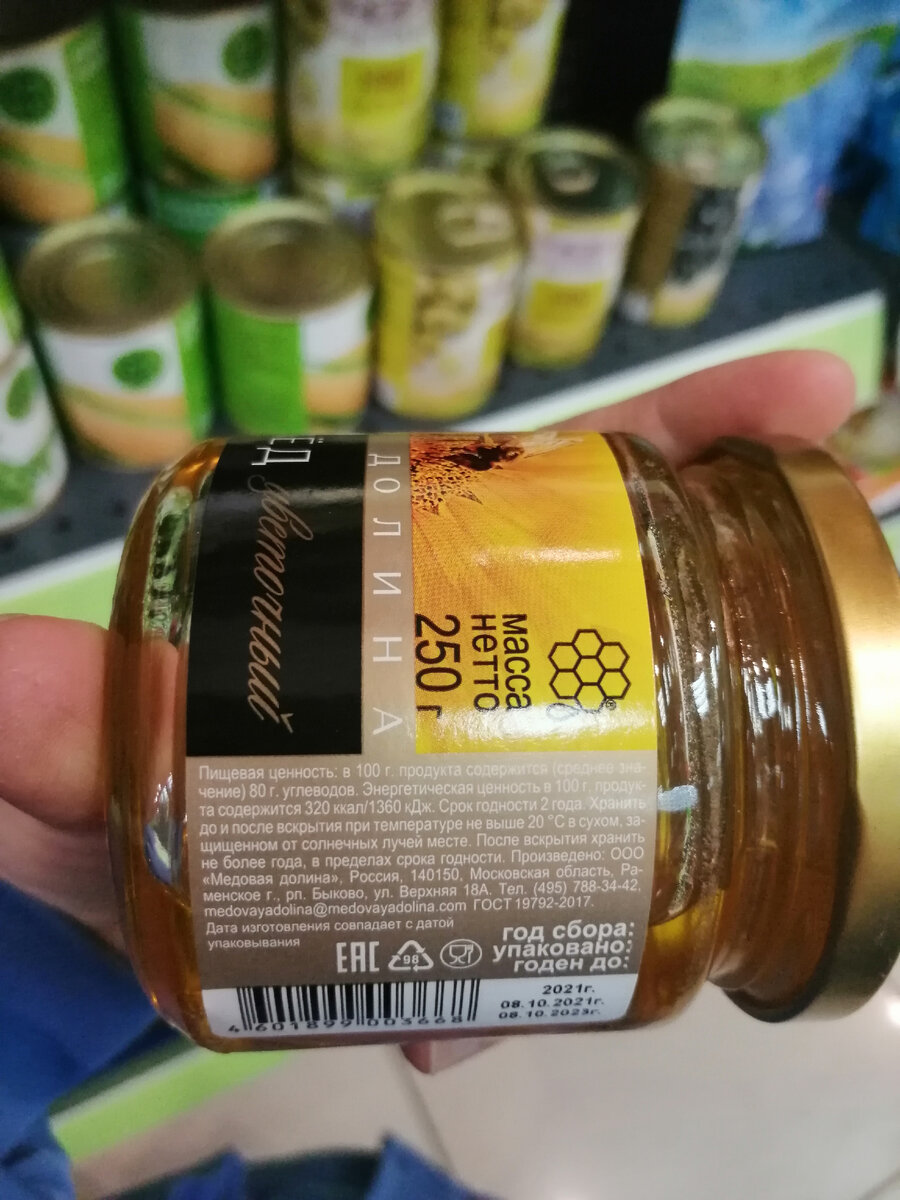 ЁД
цветочный
ДОЛИНА
масса
нетто
250 г
Пищевая ценность: в 100 г. продукта содержится (среднее зна-
чение) 80 г. углеводов. Энергетическая ценность в 100 г. продук-
та содержится 320 ккал/1360 кДж. Срок годности 2 года. Хранить
до и после вскрытия при температуре не выше 20 °С в сухом, за-
щищенном от солнечных лучей месте. После вскрытия хранить
не более года, в пределах срока годности. Произведено: ООО
«Медовая долина», Россия, 140150, Московская область, Ра-
менское г., рп. Быково, ул. Верхняя 18А. Тел. (495) 788-34-42,
medovayadolina@medovayadolina.com ГОСТ 19792-2017.
Дата изготовления совпадает с датой
упаковывания
EAC
98
год сбора:
упаковано:
годен до:
2021г.
08.10.2021г.
08.10.2023г.
4 601899 003668